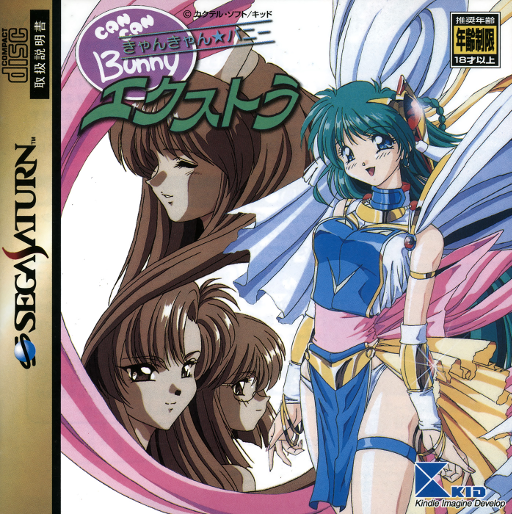 COMPACT
disc
取扱説明書
SEGA SATURN™
© カクテル・ソフト/キッド
CAN CAN Bunny
きゃんきゃん★バニー
エクストラ
推奨年齢
年齢制限
18才以上
KID
Kindle Imagine Develop